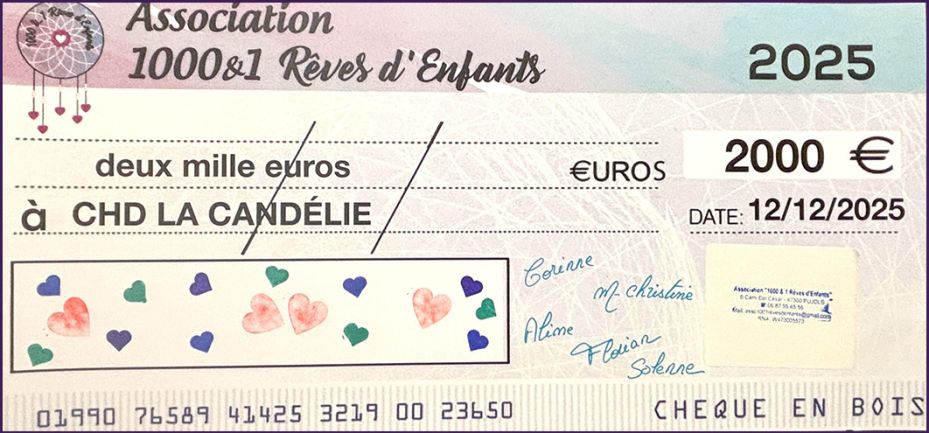 1000 & 1 Rêves d'Enfants
Association
1000&1 Rêves d'Enfants
2025
deux mille euros
€UROS
2000 €
à CHD LA CANDÉLIE
DATE: 12/12/2025
Corinne
M-Christine
Aline
Florian
Solenne
Association "1000 & 1 Rêves d'Enfants"
47300 PUJOLS
01990 76589 41425 3219 00 23650
CHEQUE EN BOIS